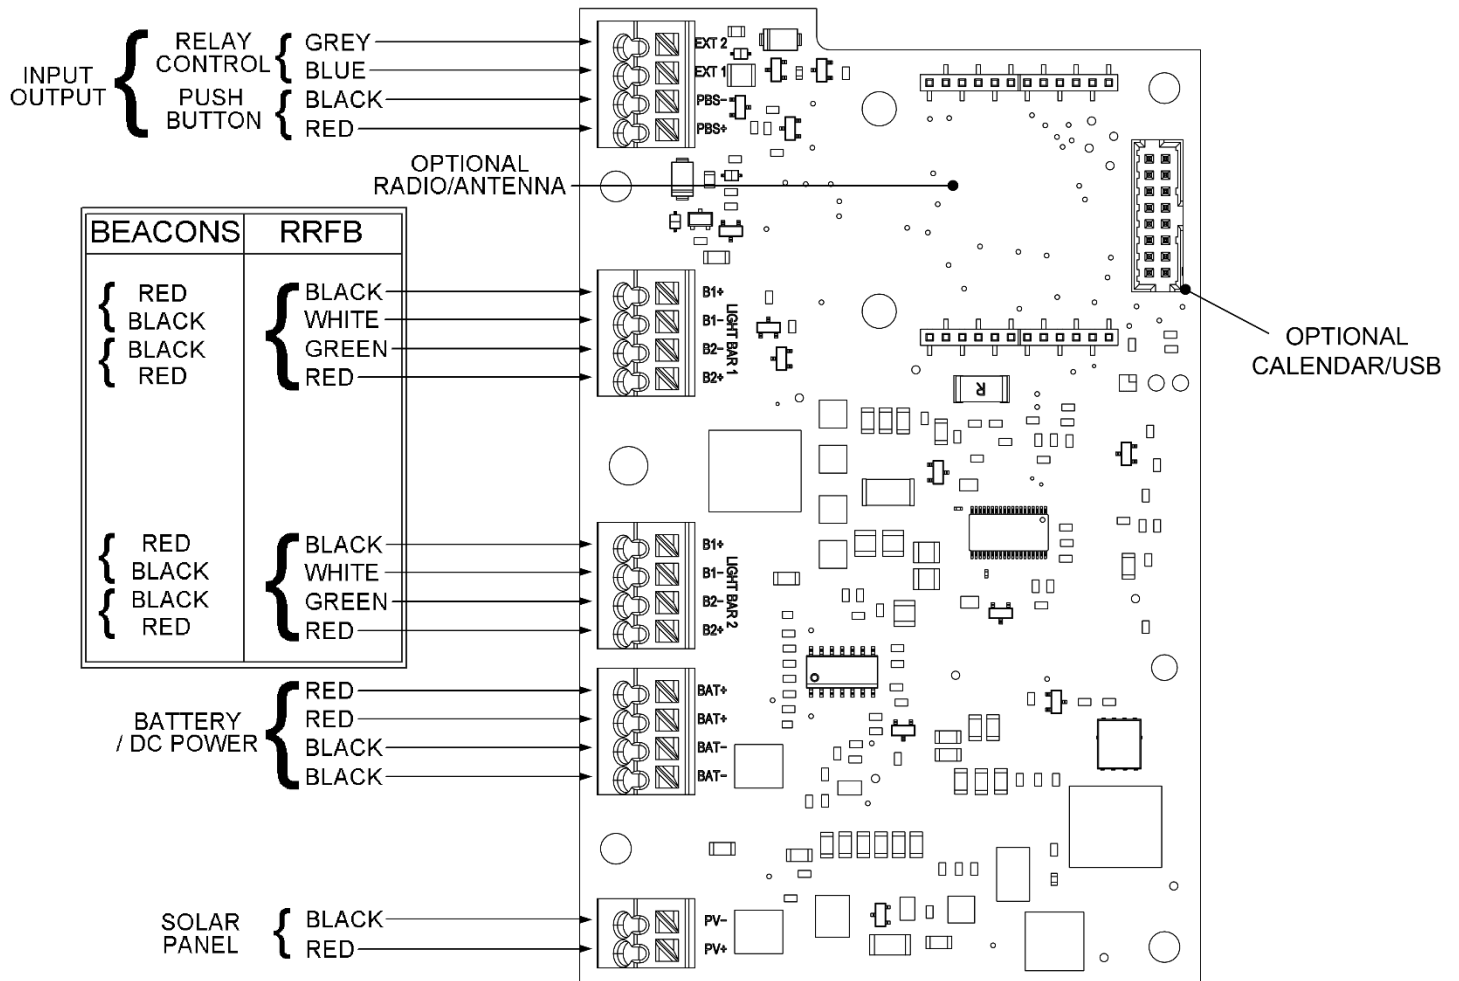 RELAY
CONTROL
GREY
BLUE
INPUT
OUTPUT
PUSH
BUTTON
BLACK
RED
EXT 2
EXT 1
PBS-
PBS+
OPTIONAL
RADIO/ANTENNA
BEACONS RRFB
RED BLACK B1+
BLACK WHITE B1-
BLACK GREEN B2-
RED RED B2+
LIGHT BAR 1
OPTIONAL
CALENDAR/USB
R
RED BLACK B1+
BLACK WHITE B1-
BLACK GREEN B2-
RED RED B2+
LIGHT BAR 2
BATTERY
/ DC POWER
RED BAT+
RED BAT+
BLACK BAT-
BLACK BAT-
SOLAR
PANEL
BLACK PV-
RED PV+